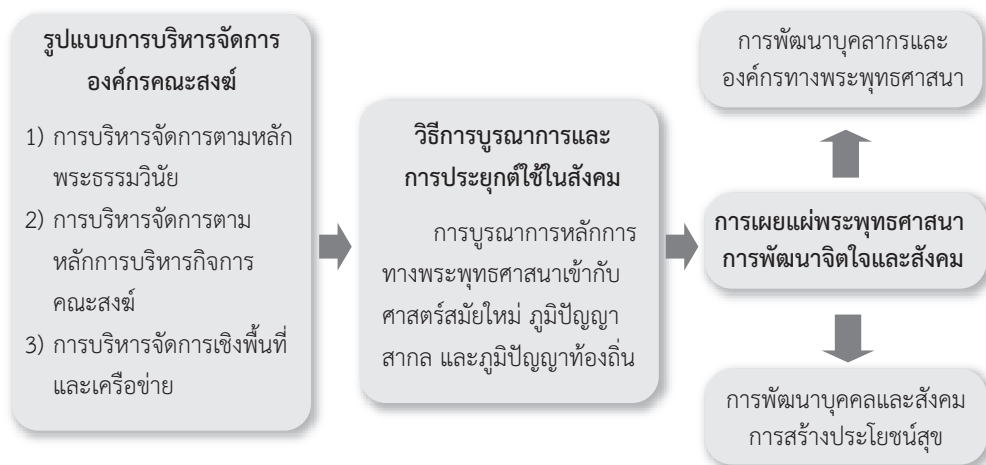 รูปแบบการบริหารจัดการ
องค์กรคณะสงฆ์
1) การบริหารจัดการตามหลัก
พระธรรมวินัย
2) การบริหารจัดการตาม
หลักการบริหารกิจการ
คณะสงฆ์
3) การบริหารจัดการเชิงพื้นที่
และเครือข่าย
วิธีการบูรณาการและ
การประยุกต์ใช้ในสังคม
การบูรณาการหลักการ
ทางพระพุทธศาสนาเข้ากับ
ศาสตร์สมัยใหม่ ภูมิปัญญา
สากล และภูมิปัญญาท้องถิ่น
การพัฒนาบุคลากรและ
องค์กรทางพระพุทธศาสนา
การเผยแผ่พระพุทธศาสนา
การพัฒนาจิตใจและสังคม
การพัฒนาบุคคลและสังคม
การสร้างประโยชน์สุข